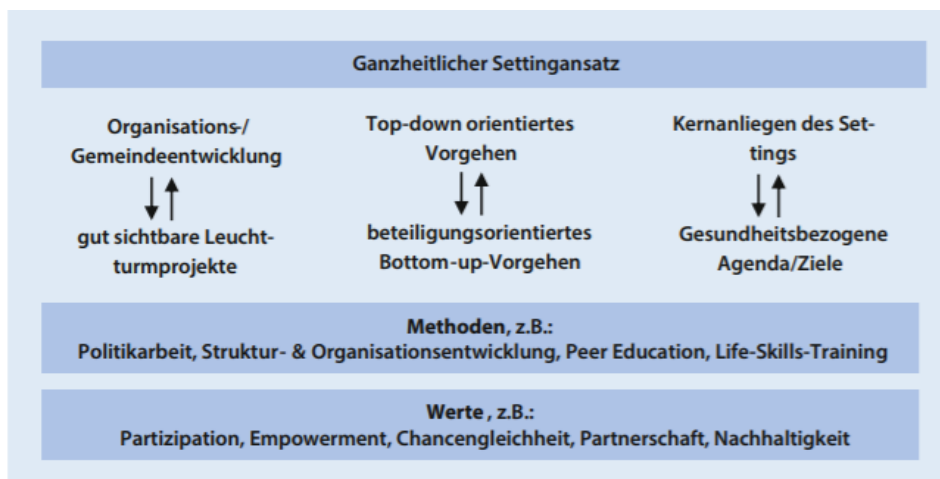 Ganzheitlicher Settingansatz
Organisations-/
Gemeindeentwicklung
gut sichtbare Leucht-
turmprojekte
Top-down orientiertes
Vorgehen
beteiligungsorientiertes
Bottom-up-Vorgehen
Kernanliegen des Set-
tings
Gesundheitsbezogene
Agenda/Ziele
Methoden, z.B.:
Politikarbeit, Struktur- & Organisationsentwicklung, Peer Education, Life-Skills-Training
Werte, z.B.:
Partizipation, Empowerment, Chancengleichheit, Partnerschaft, Nachhaltigkeit